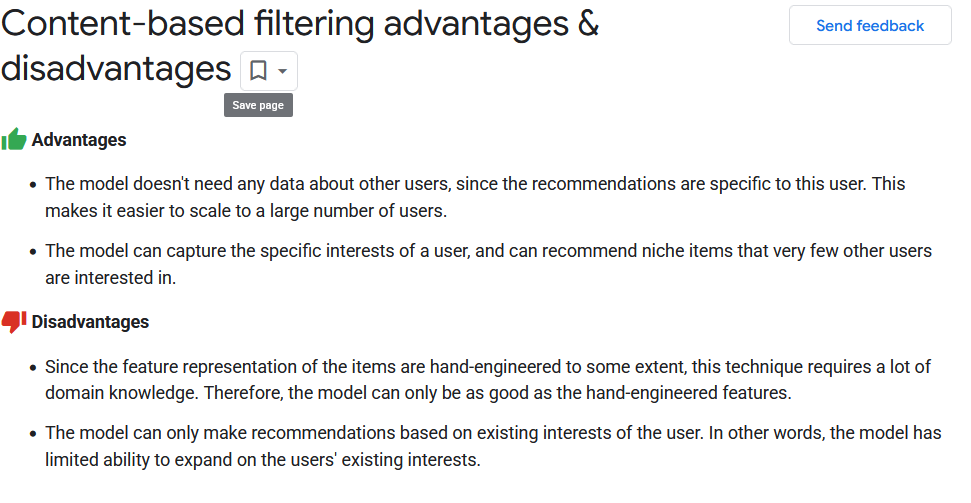 Content-based filtering advantages &
disadvantages
Send feedback
Save page
Advantages
• The model doesn't need any data about other users, since the recommendations are specific to this user. This
makes it easier to scale to a large number of users.
• The model can capture the specific interests of a user, and can recommend niche items that very few other users
are interested in.
Disadvantages
• Since the feature representation of the items are hand-engineered to some extent, this technique requires a lot of
domain knowledge. Therefore, the model can only be as good as the hand-engineered features.
• The model can only make recommendations based on existing interests of the user. In other words, the model has
limited ability to expand on the users' existing interests.